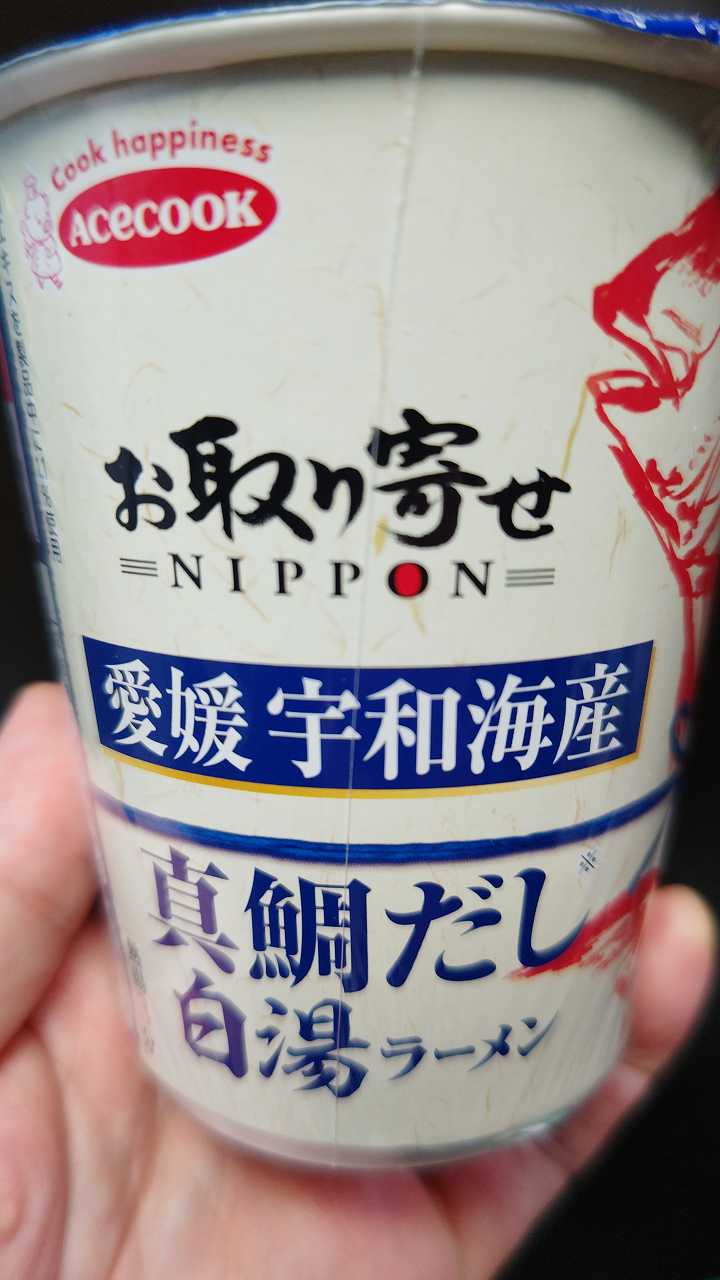 Cook happiness
Acecook
お取り寄せ
NIPPON
愛媛 宇和海産
真鯛だし※
白湯ラーメン